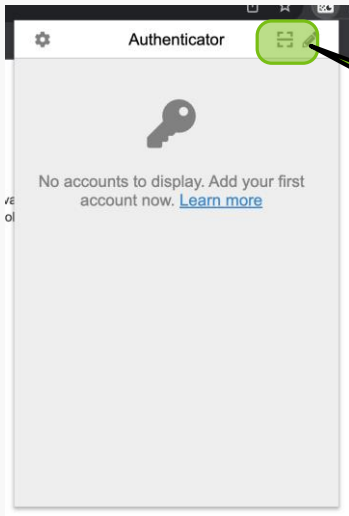 Authenticator
No accounts to display. Add your first
account now. Learn more